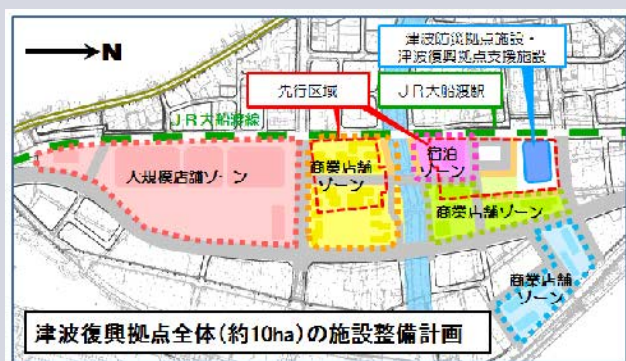 N
津波防災拠点施設・
津波復興拠点支援施設
先行区域
JR大船渡駅
JR大船渡線
大規模店舗ゾーン
商業店舗
ゾーン
宿泊
ゾーン
商業店舗ゾーン
商業店舗
ゾーン
津波復興拠点全体(約10ha)の施設整備計画